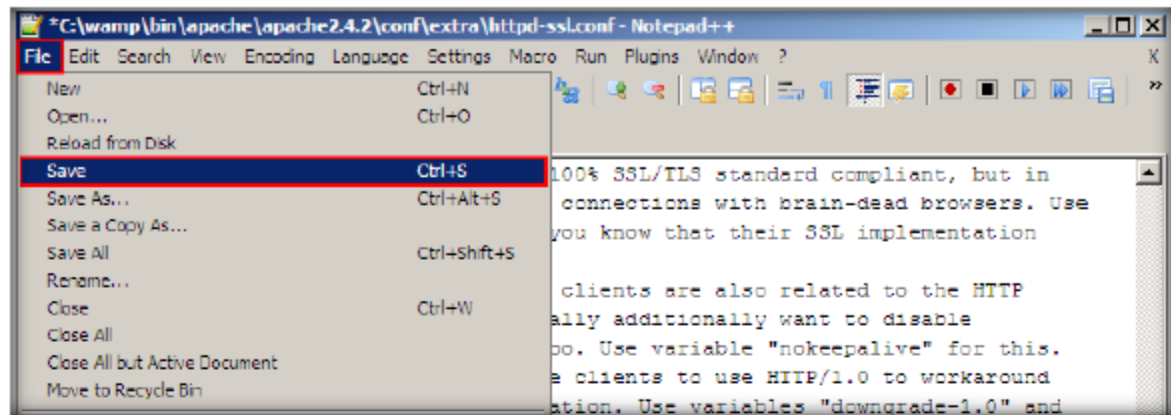 *C:\wamp\bin\apache\apache2.4.2\conf\extra\httpd-ssl.conf - Notepad++
File Edit Search View Encoding Language Settings Macro Run Plugins Window ? X
New Ctrl+N
Open... Ctrl+O
Reload from Disk
Save Ctrl+S
Save As... Ctrl+Alt+S
Save a Copy As...
Save All Ctrl+Shift+S
Rename...
Close Ctrl+W
Close All
Close All but Active Document
Move to Recycle Bin
100% SSL/TLS standard compliant, but in
connections with brain-dead browsers. Use
you know that their SSL implementation
clients are also related to the HTTP
ally additionally want to disable
oo. Use variable "nokeepalive" for this.
e clients to use HTTP/1.0 to workaround
ation. Use variables "downgrade-1.0" and